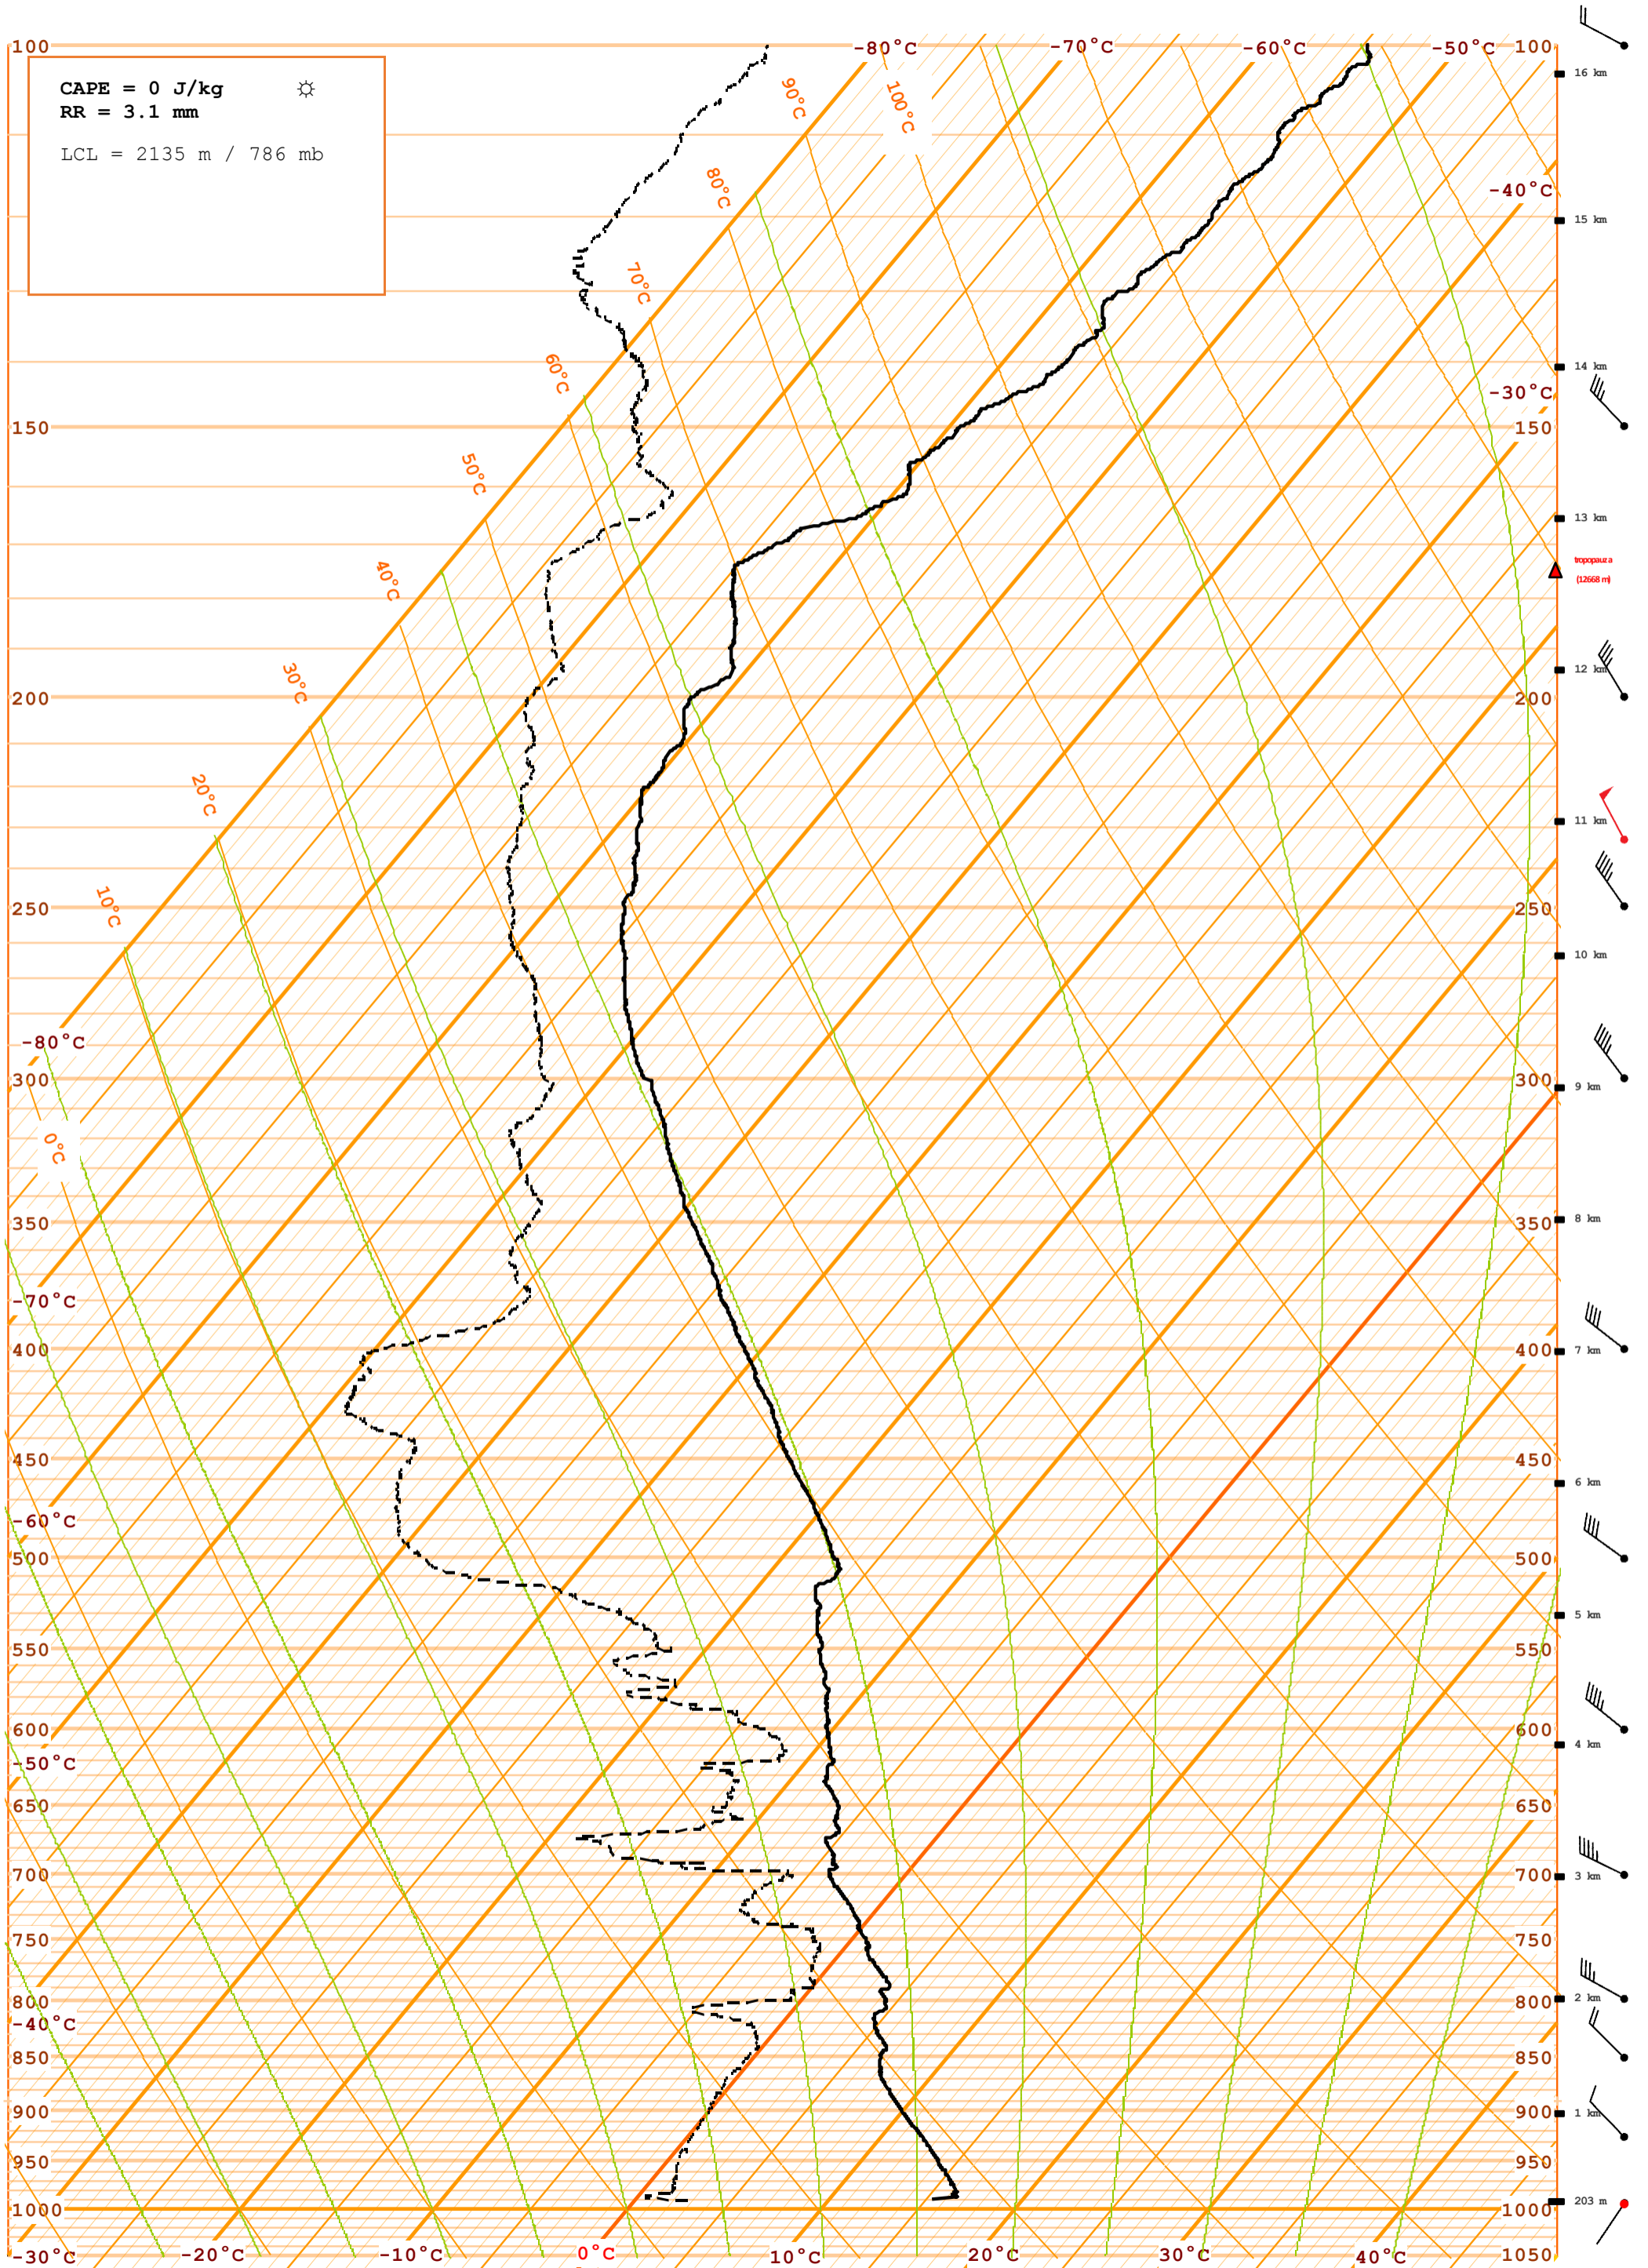 100 -80°C -70°C -60°C -50°C 100
16 km
CAPE = 0 J/kg ☼
RR = 3.1 mm
LCL = 2135 m / 786 mb
90°C 100°C
80°C -40°C
15 km
70°C
14 km
60°C -30°C
150 150
50°C
13 km
tropopauza
(12668 m)
40°C
12 km
30°C
200 200
20°C
11 km
10°C
250 250
10 km
-80°C
300 300
9 km
0°C
350 350
8 km
-70°C
400 400
7 km
450 450
6 km
-60°C
500 500
5 km
550 550
600 600
4 km
-50°C
650 650
700 700
3 km
750 750
800 800
2 km
-40°C
850 850
900 900
1 km
950 950
203 m
1000 1000
-30°C -20°C -10°C 0°C 10°C 20°C 30°C 40°C 1050